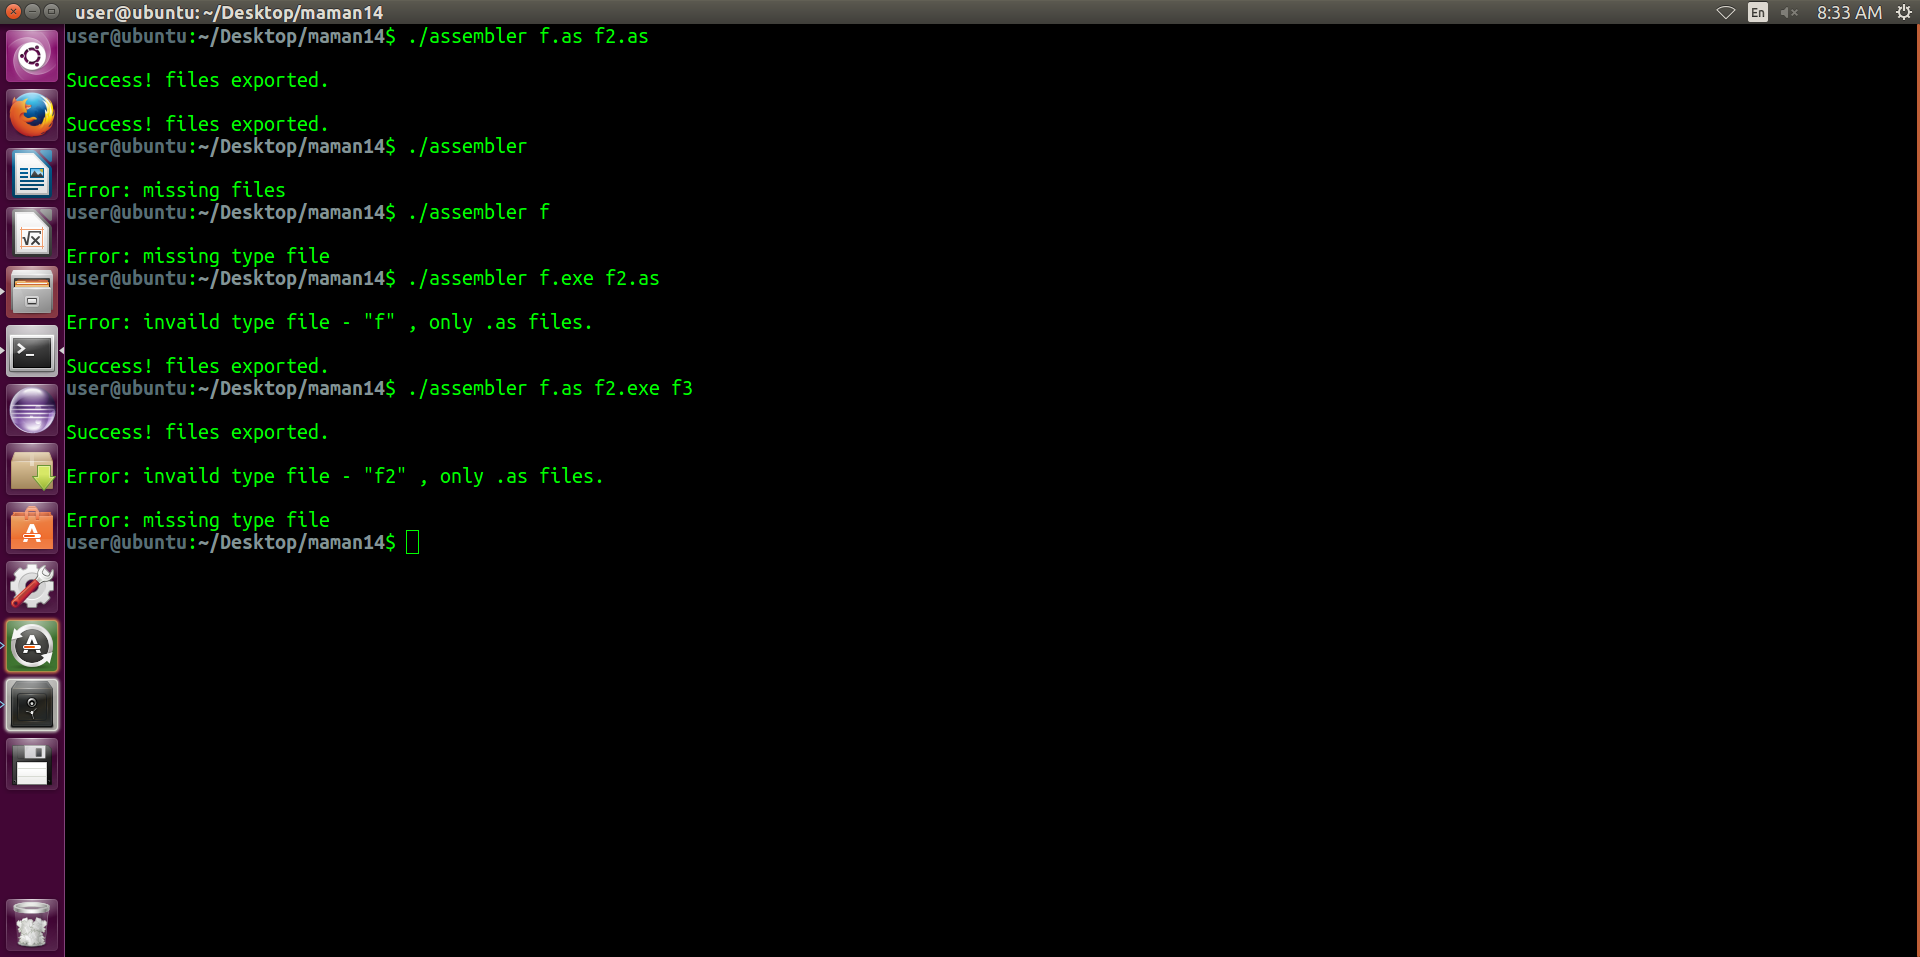 user@ubuntu: ~/Desktop/maman14
En
8:33 AM
user@ubuntu:~/Desktop/maman14$ ./assembler f.as f2.as
Success! files exported.
Success! files exported.
user@ubuntu:~/Desktop/maman14$ ./assembler
Error: missing files
user@ubuntu:~/Desktop/maman14$ ./assembler f
Error: missing type file
user@ubuntu:~/Desktop/maman14$ ./assembler f.exe f2.as
Error: invaild type file - "f" , only .as files.
Success! files exported.
user@ubuntu:~/Desktop/maman14$ ./assembler f.as f2.exe f3
Success! files exported.
Error: invaild type file - "f2" , only .as files.
Error: missing type file
user@ubuntu:~/Desktop/maman14$